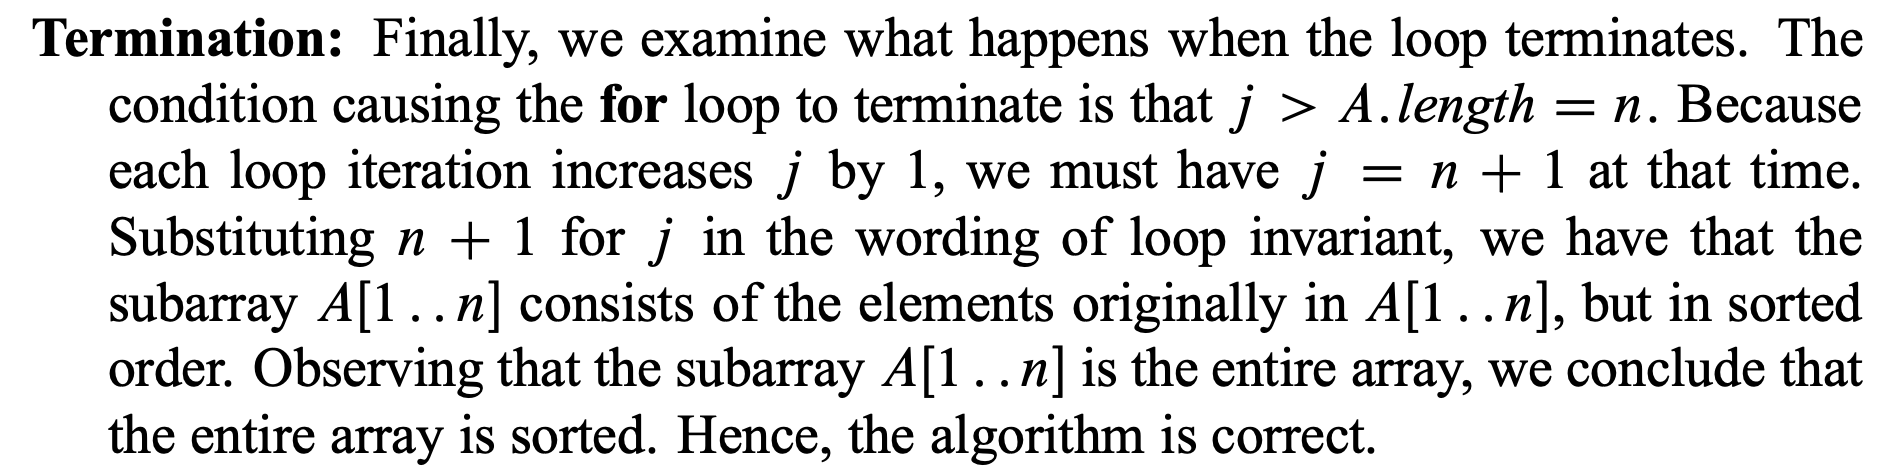 Termination: Finally, we examine what happens when the loop terminates. The
condition causing the for loop to terminate is that j > A.length = n. Because
each loop iteration increases j by 1, we must have j = n + 1 at that time.
Substituting n + 1 for j in the wording of loop invariant, we have that the
subarray A[1 . . n] consists of the elements originally in A[1 . . n], but in sorted
order. Observing that the subarray A[1 . . n] is the entire array, we conclude that
the entire array is sorted. Hence, the algorithm is correct.